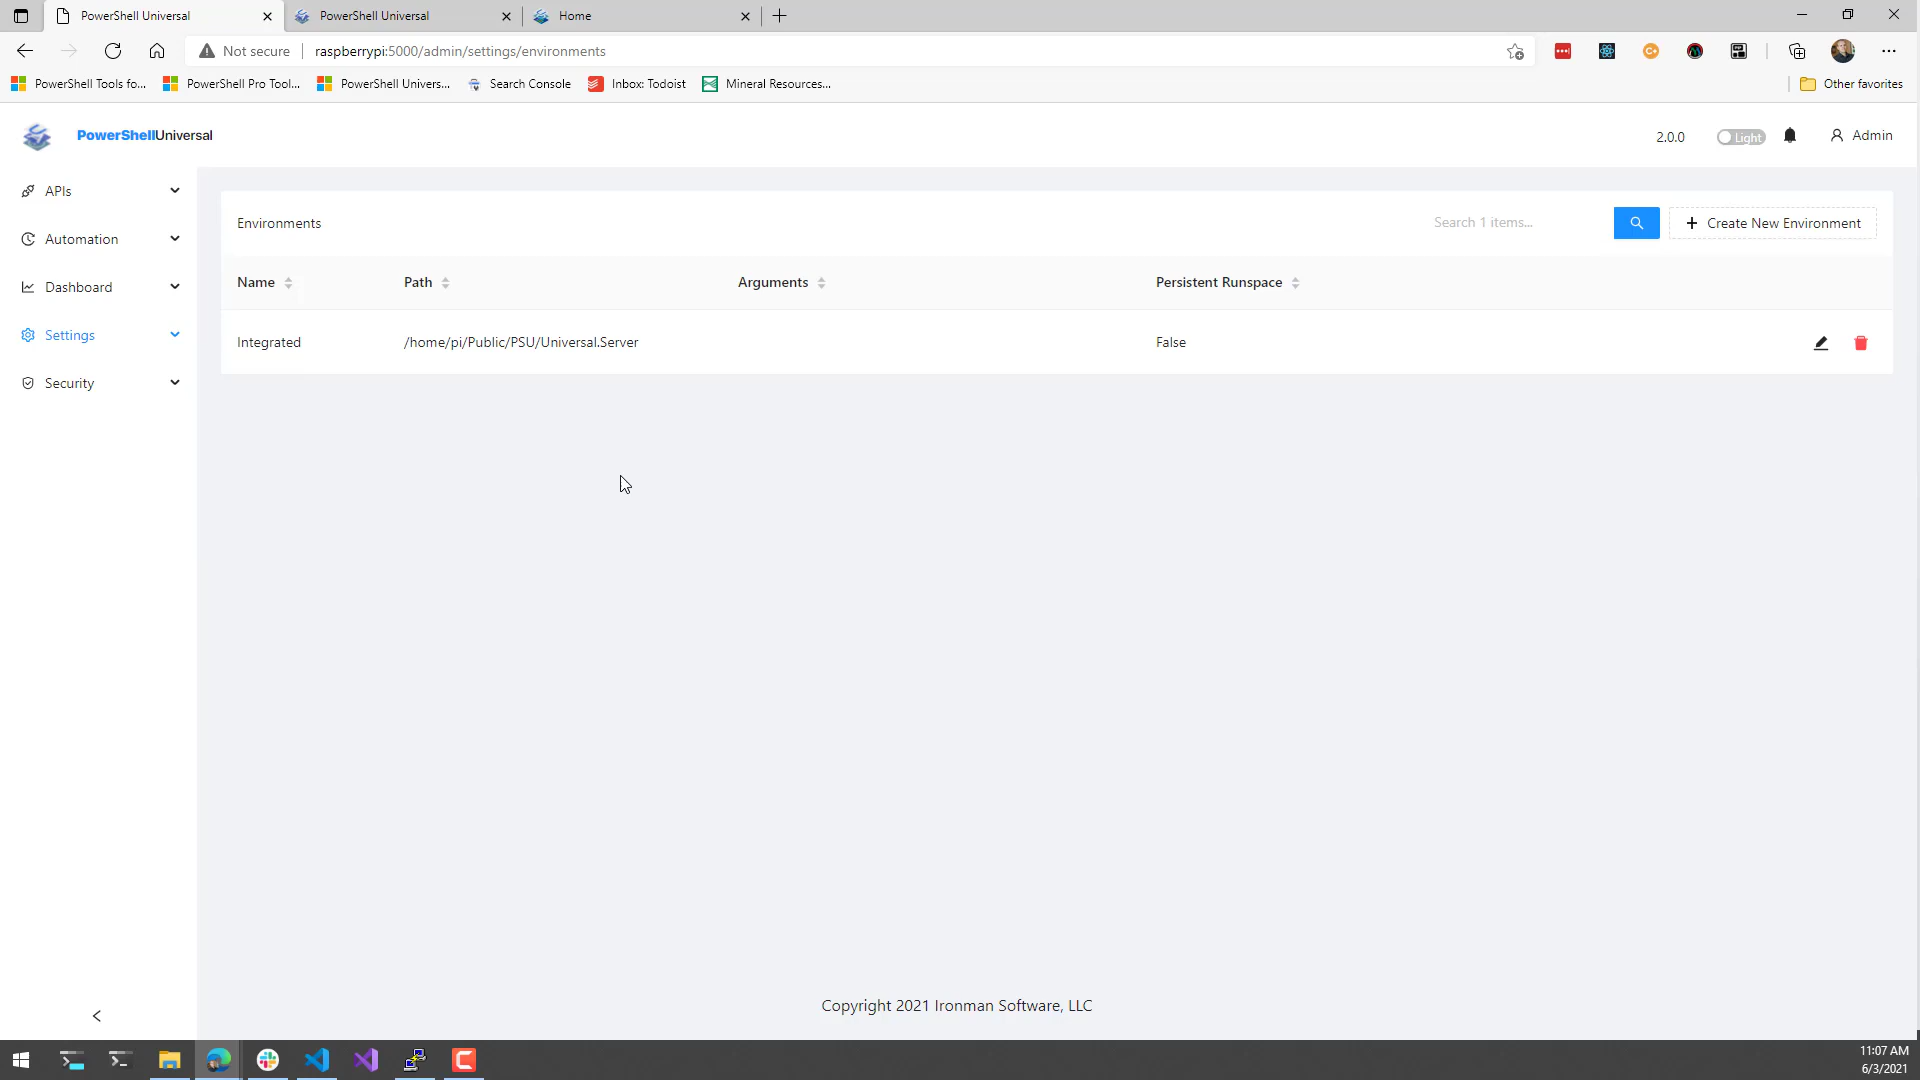 PowerShell Universal
PowerShell Universal
Home
Not secure
raspberrypi:5000/admin/settings/environments
PowerShell Tools fo...
PowerShell Pro Tool...
PowerShell Univers...
Search Console
Inbox: Todoist
Mineral Resources...
Other favorites
PowerShellUniversal
2.0.0
Light
Admin
APIs
Automation
Dashboard
Settings
Security
Environments
Search 1 items...
Create New Environment
Name
Path
Arguments
Persistent Runspace
Integrated
/home/pi/Public/PSU/Universal.Server
False
Copyright 2021 Ironman Software, LLC
11:07 AM
6/3/2021